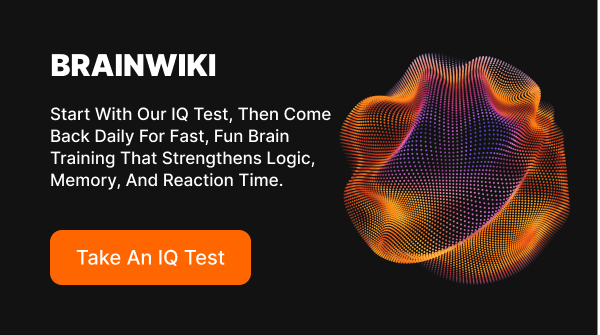 BRAINWIKI
Start With Our IQ Test, Then Come
Back Daily For Fast, Fun Brain
Training That Strengthens Logic,
Memory, And Reaction Time.
Take An IQ Test